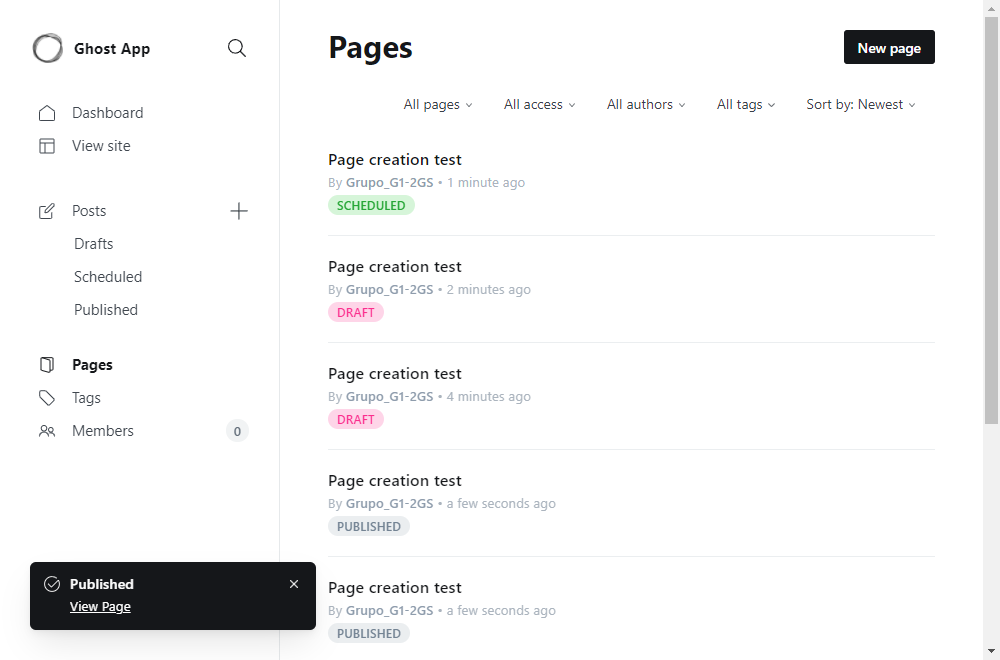 Ghost App
Dashboard
View site
Posts
Drafts
Scheduled
Published
Pages
Tags
Members
0
Published
View Page
Pages
New page
All pages
All access
All authors
All tags
Sort by: Newest
Page creation test
By Grupo_G1-2GS • 1 minute ago
SCHEDULED
Page creation test
By Grupo_G1-2GS • 2 minutes ago
DRAFT
Page creation test
By Grupo_G1-2GS • 4 minutes ago
DRAFT
Page creation test
By Grupo_G1-2GS • a few seconds ago
PUBLISHED
Page creation test
By Grupo_G1-2GS • a few seconds ago
PUBLISHED